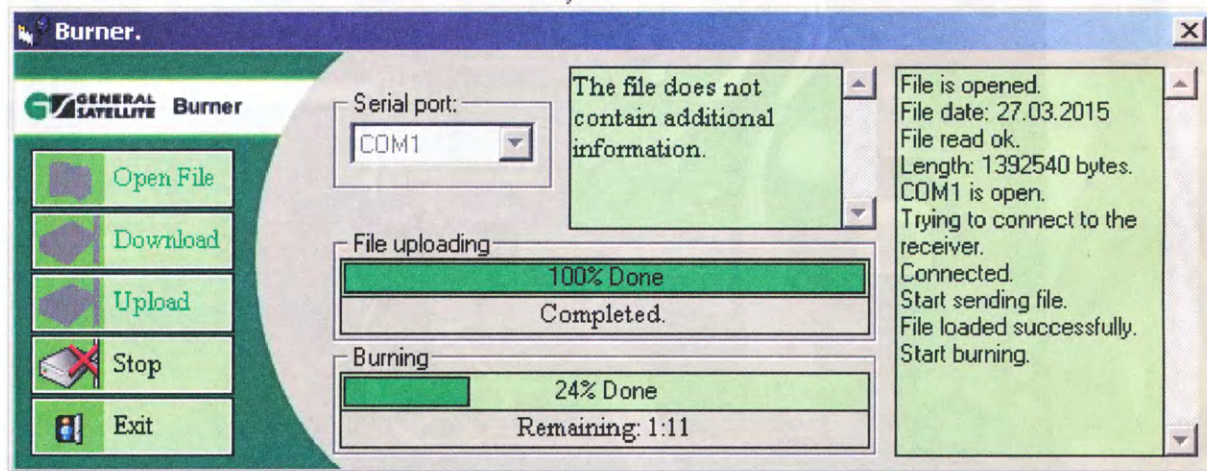 Burner.
GENERAL
SATELLITE
Burner
Open File
Download
Upload
Stop
Exit
Serial port:
COM1
The file does not
contain additional
information.
File uploading
100% Done
Completed.
Burning
24% Done
Remaining: 1:11
File is opened.
File date: 27.03.2015
File read ok.
Length: 1392540 bytes.
COM1 is open.
Trying to connect to the
receiver.
Connected.
Start sending file.
File loaded successfully.
Start burning.